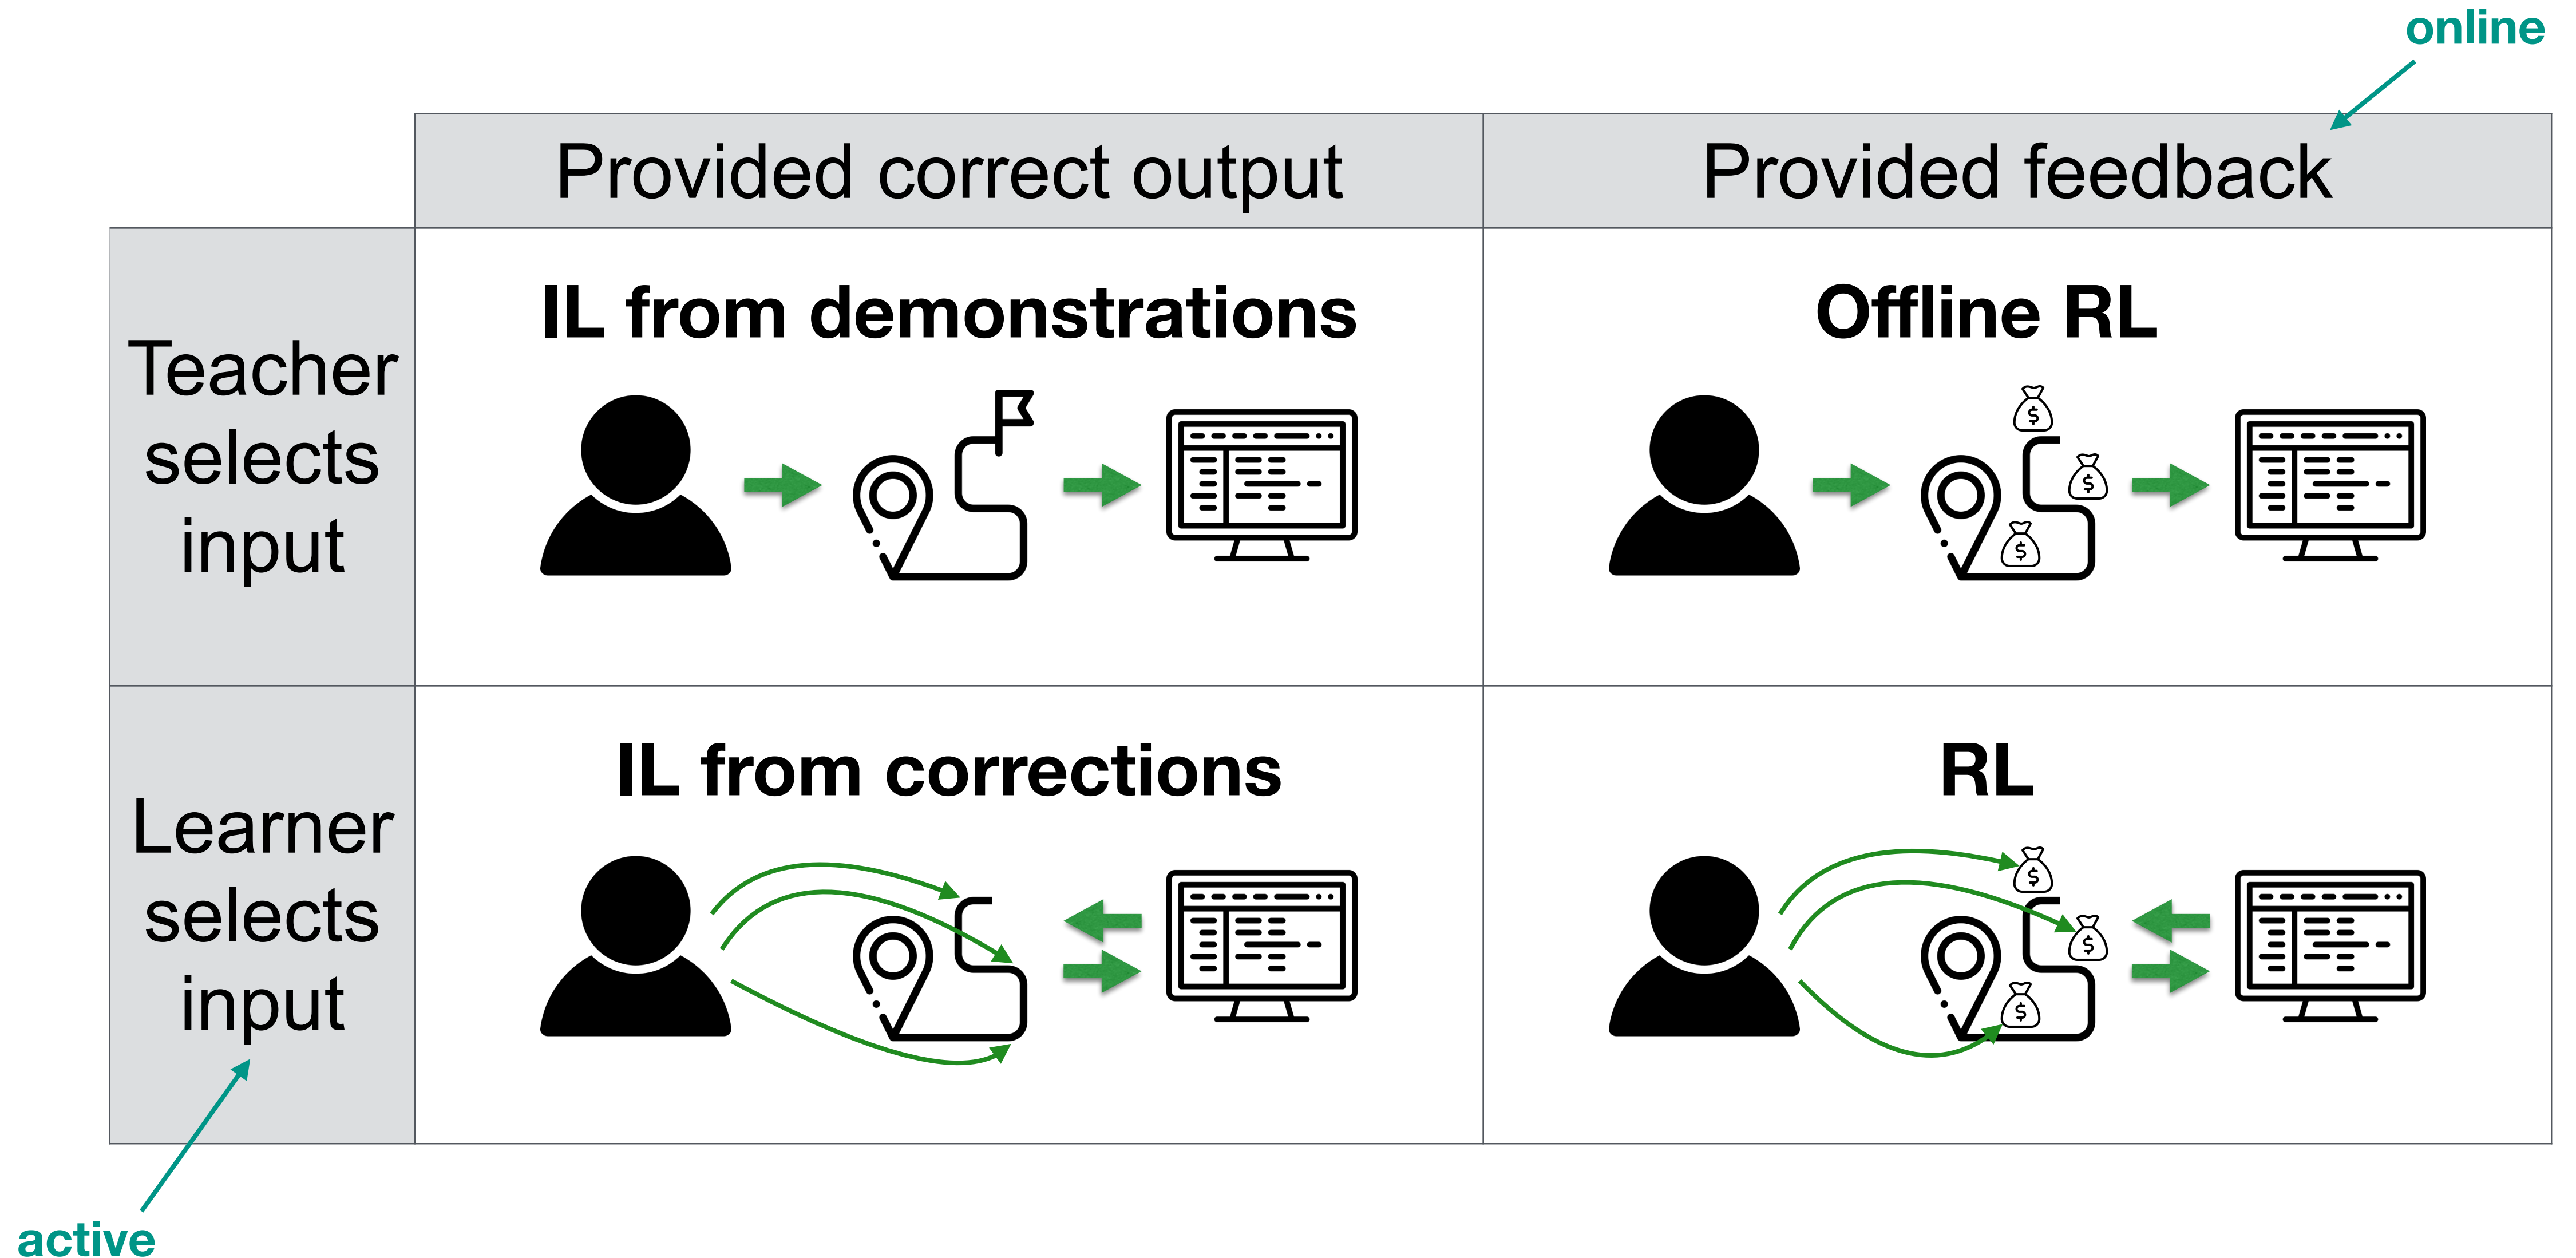 online
Provided correct output
Provided feedback
Teacher
selects
input
IL from demonstrations
Offline RL
$
$
$
Learner
selects
input
IL from corrections
RL
$
$
$
active